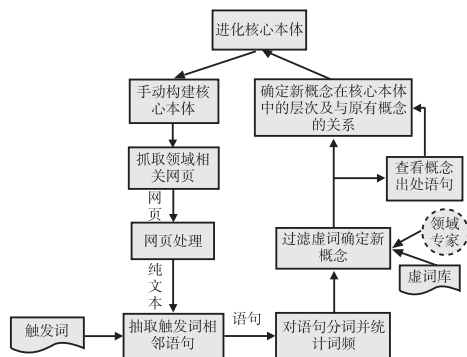 进化核心本体
手动构建核
心本体
确定新概念在核心本体
中的层次及与原有概念
的关系
抓取领域相
关网页
查看概念
出处语句
网
页
网页处理
过滤虚词确定新
概念
领域
专家
虚词库
纯
文
本
触发词
抽取触发词相
邻语句
语句
对语句分词并统
计词频